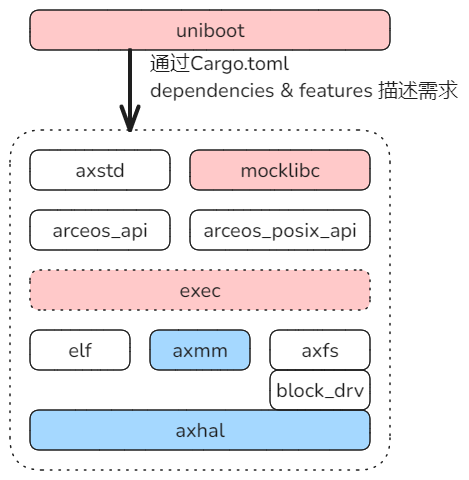 uniboot
通过Cargo.toml
dependencies & features 描述需求
axstd
mocklibc
arceos_api
arceos_posix_api
exec
elf
axmm
axfs
block_drv
axhal